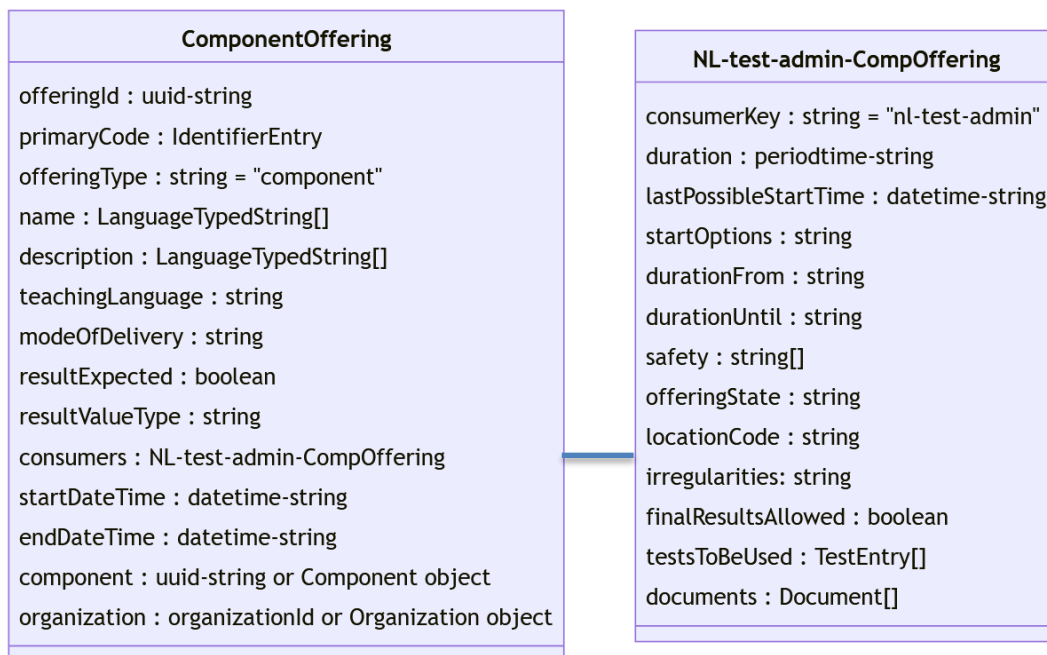 ComponentOffering
offeringId : uuid-string
primaryCode : IdentifierEntry
offeringType : string = "component"
name : LanguageTypedString[]
description : LanguageTypedString[]
teachingLanguage : string
modeOfDelivery : string
resultExpected : boolean
resultValueType : string
consumers : NL-test-admin-CompOffering
startDateTime : datetime-string
endDateTime : datetime-string
component : uuid-string or Component object
organization : organizationId or Organization object
NL-test-admin-CompOffering
consumerKey : string = "nl-test-admin"
duration : periodtime-string
lastPossibleStartTime : datetime-string
startOptions : string
durationFrom : string
durationUntil : string
safety : string[]
offeringState : string
locationCode : string
irregularities: string
finalResultsAllowed : boolean
testsToBeUsed : TestEntry[]
documents : Document[]